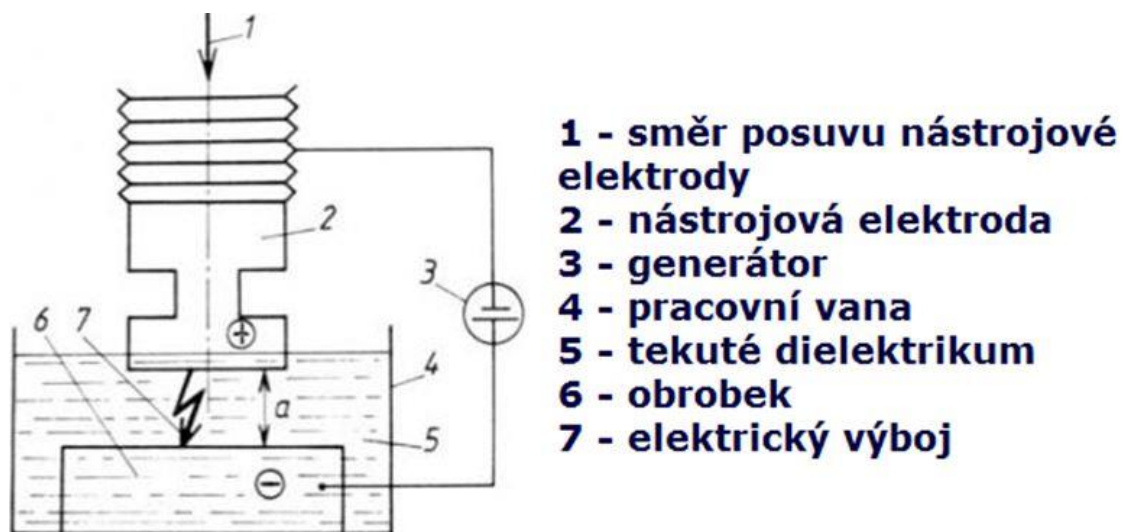 1
2
3
6
7
+
4
a
5
−
1 - směr posuvu nástrojové
elektrody
2 - nástrojová elektroda
3 - generátor
4 - pracovní vana
5 - tekuté dielektrikum
6 - obrobek
7 - elektrický výboj